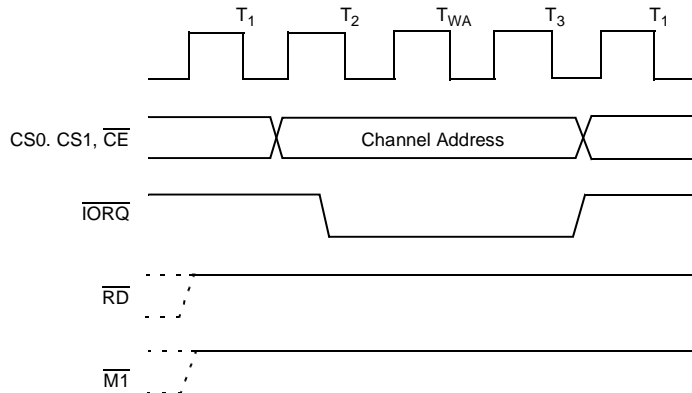 T1 T2 TWA T3 T1
CS0. CS1, CE Channel Address
IORQ
RD
M1